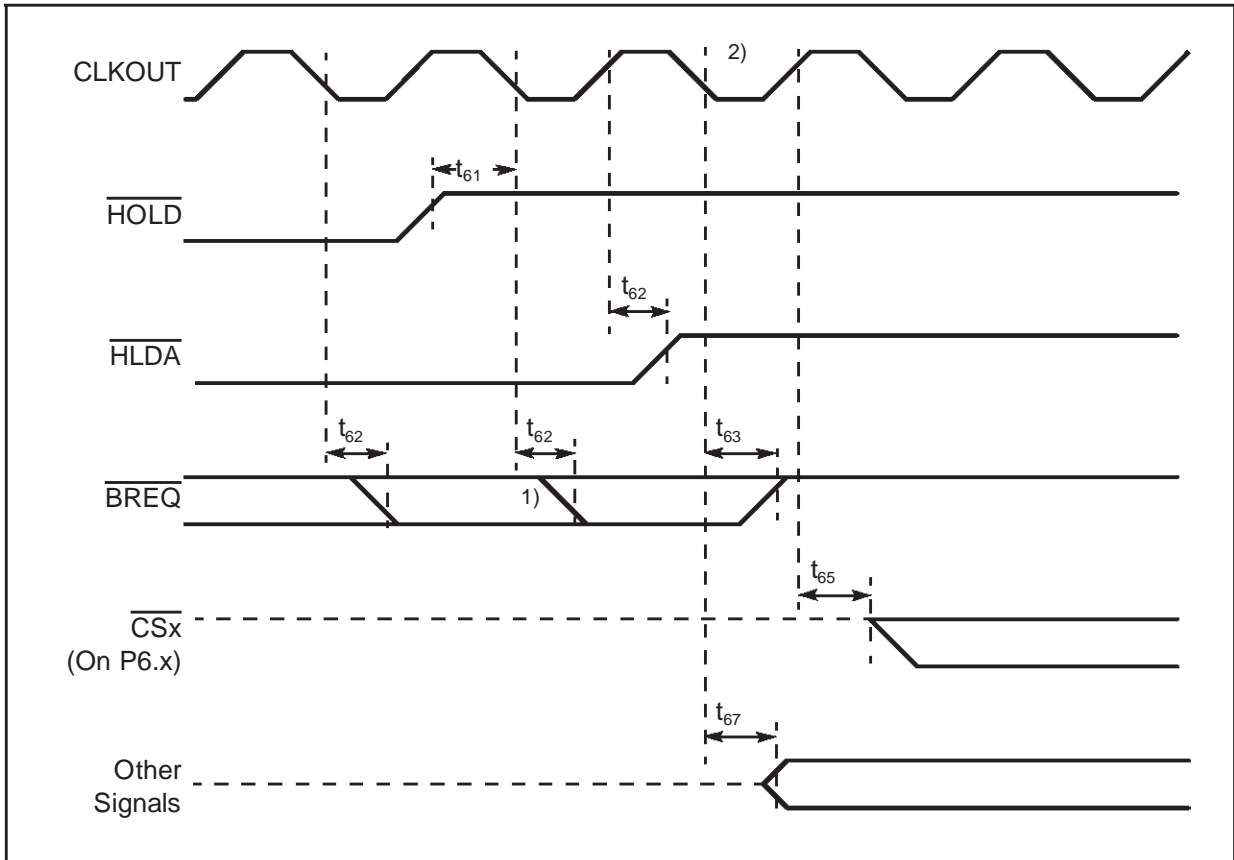 CLKOUT
2)
t61
HOLD
t62
HLDA
t62
t62
t63
BREQ
1)
t65
CSx
(On P6.x)
t67
Other
Signals